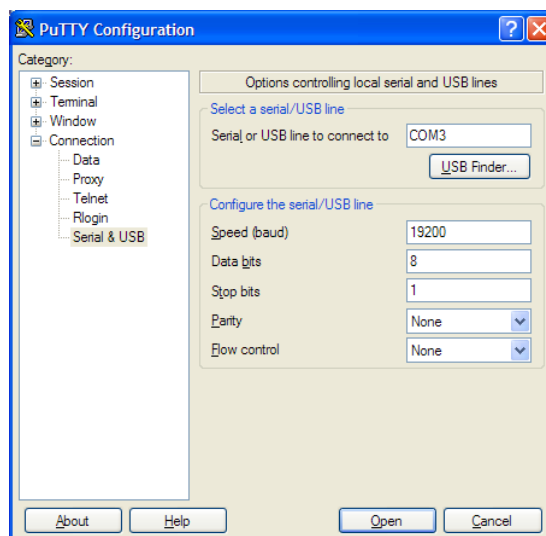 PuTTY Configuration
Category:
Session
Terminal
Window
Connection
Data
Proxy
Telnet
Rlogin
Serial & USB
Options controlling local serial and USB lines
Select a serial/USB line
Serial or USB line to connect to COM3
USB Finder...
Configure the serial/USB line
Speed (baud) 19200
Data bits 8
Stop bits 1
Parity None
Flow control None
About Help Open Cancel